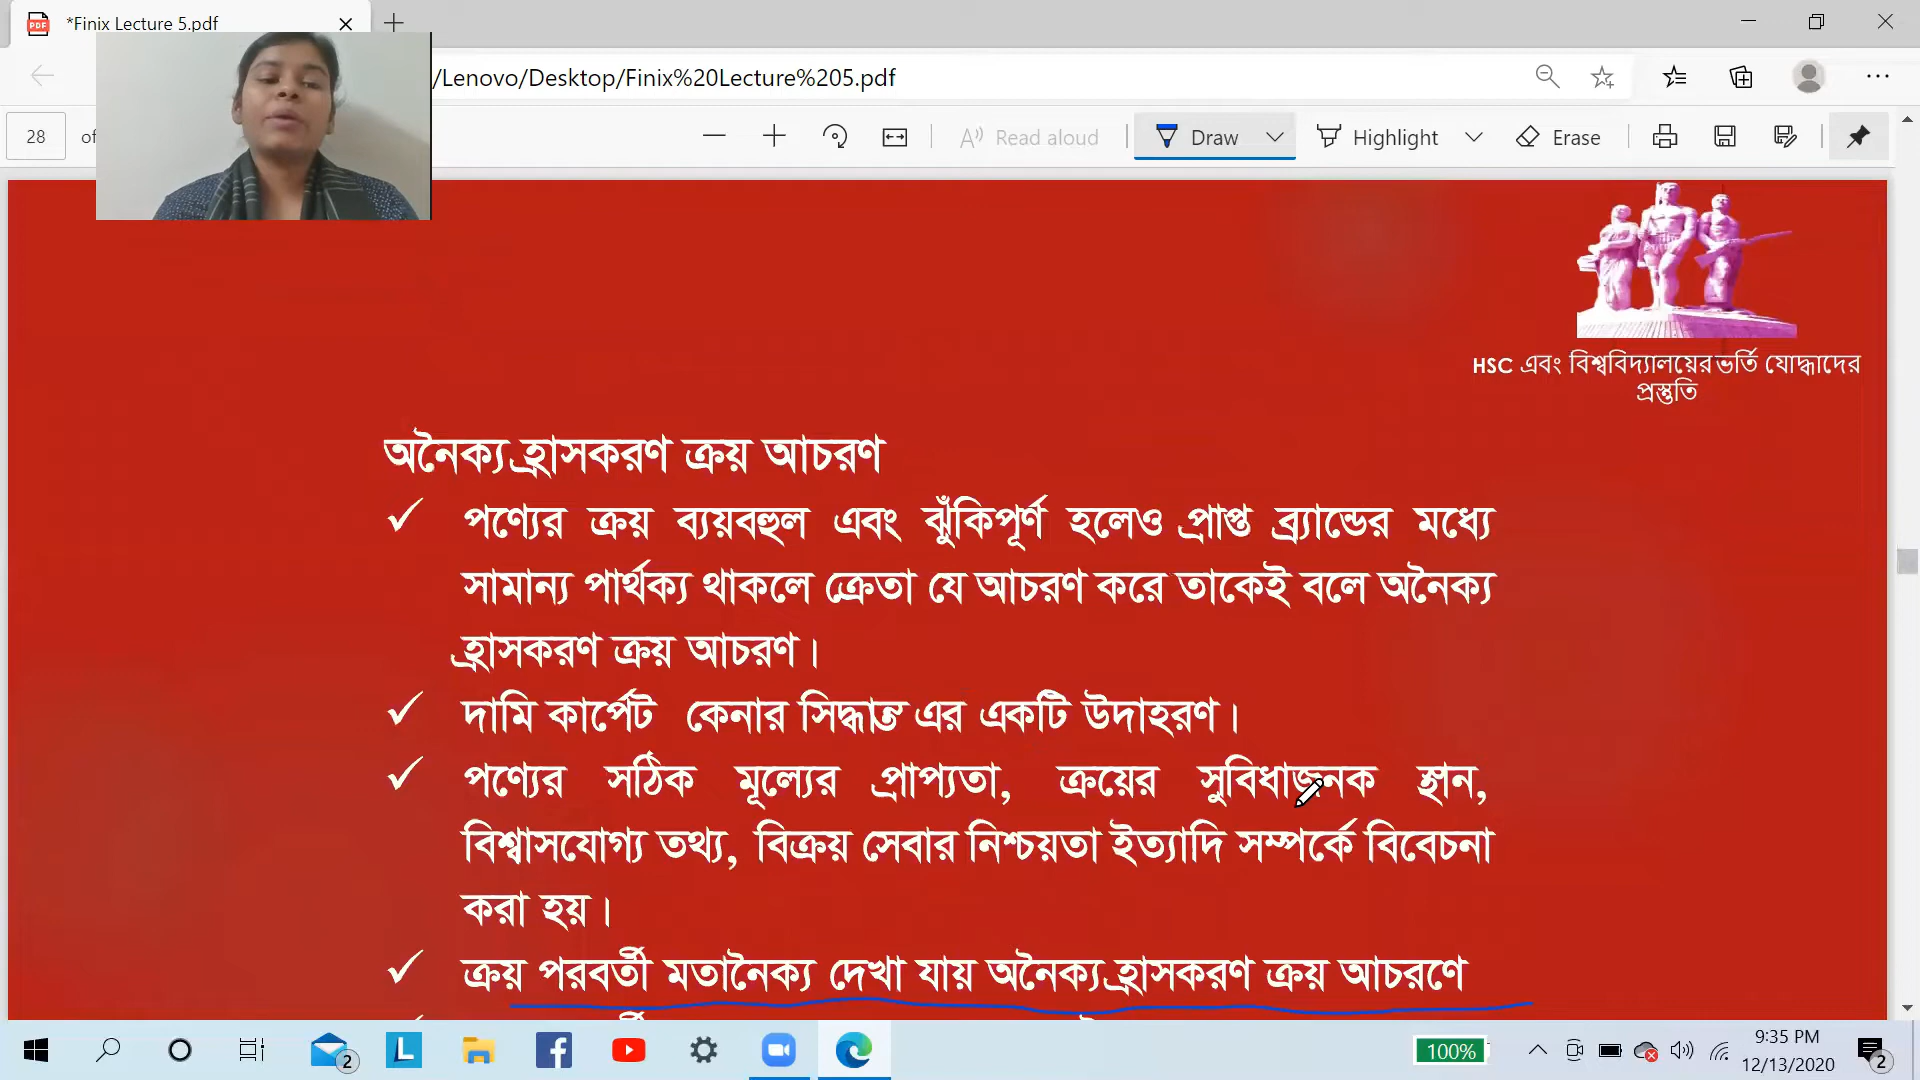 *Finix Lecture 5.pdf
/Lenovo/Desktop/Finix%20Lecture%205.pdf
28 of
Read aloud Draw Highlight Erase
HSC এবং বিশ্ববিদ্যালয়ের ভর্তি যোদ্ধাদের
প্রস্তুতি
অনৈক্য হ্রাসকরণ ক্রয় আচরণ
✓ পণ্যের ক্রয় ব্যয়বহুল এবং ঝুঁকিপূর্ণ হলেও প্রাপ্ত ব্র্যান্ডের মধ্যে
সামান্য পার্থক্য থাকলে ক্রেতা যে আচরণ করে তাকেই বলে অনৈক্য
হ্রাসকরণ ক্রয় আচরণ।
✓ দামি কার্পেট কেনার সিদ্ধান্ত এর একটি উদাহরণ।
✓ পণ্যের সঠিক মূল্যের প্রাপ্যতা, ক্রয়ের সুবিধাজনক স্থান,
বিশ্বাসযোগ্য তথ্য, বিক্রয় সেবার নিশ্চয়তা ইত্যাদি সম্পর্কে বিবেচনা
করা হয়।
✓ ক্রয় পরবর্তী মতানৈক্য দেখা যায় অনৈক্য হ্রাসকরণ ক্রয় আচরণে
2
L
100%
9:35 PM
12/13/2020
2